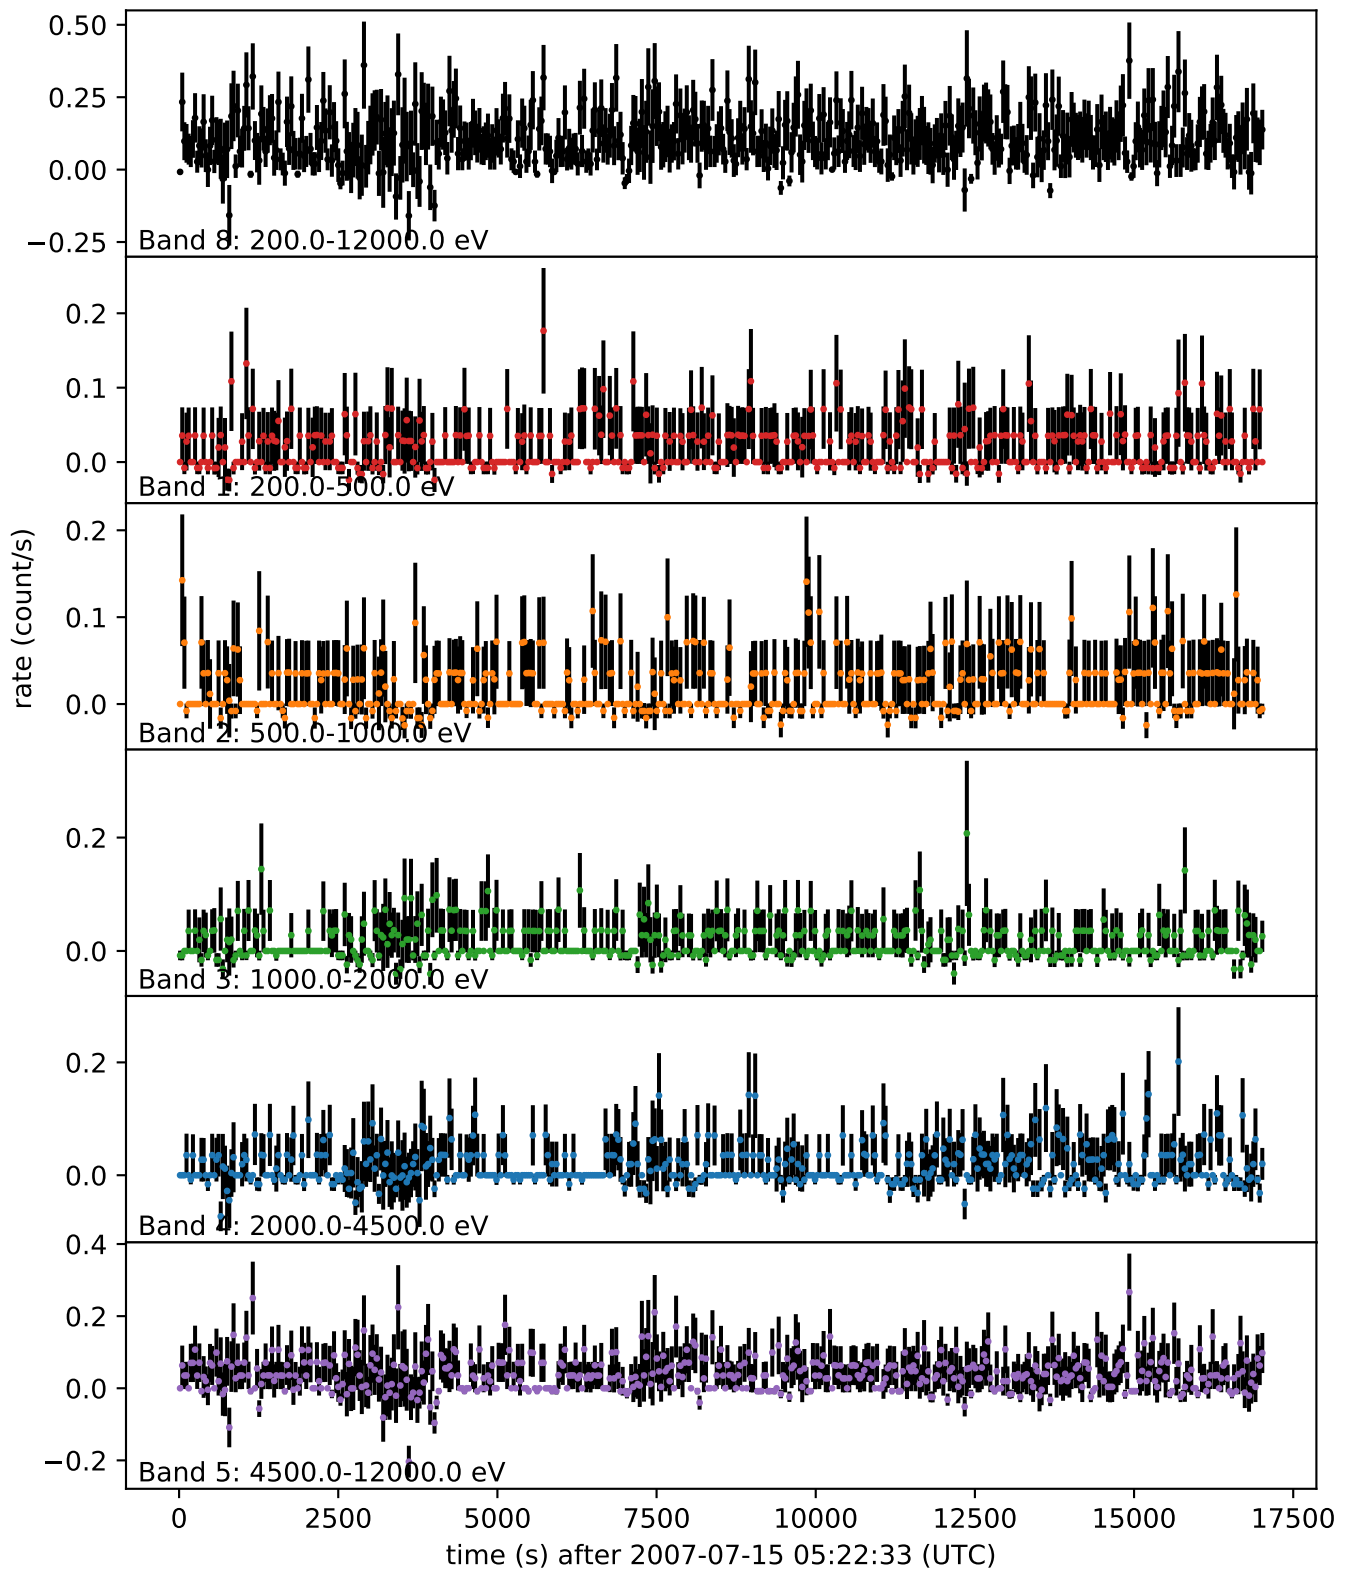 0.50
0.25
0.00
−0.25
Band 8: 200.0-12000.0 eV
0.2
0.1
0.0
Band 1: 200.0-500.0 eV
0.2
0.1
0.0
Band 2: 500.0-1000.0 eV
rate (count/s)
0.2
0.0
Band 3: 1000.0-2000.0 eV
0.2
0.0
Band 4: 2000.0-4500.0 eV
0.4
0.2
0.0
−0.2
Band 5: 4500.0-12000.0 eV
0 2500 5000 7500 10000 12500 15000 17500
time (s) after 2007-07-15 05:22:33 (UTC)